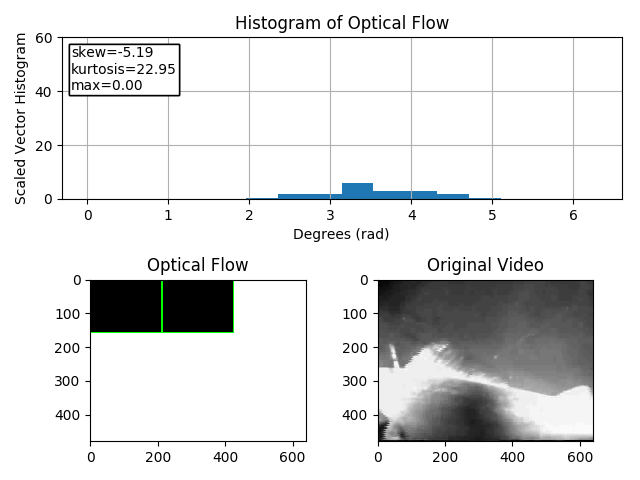 Histogram of Optical Flow
Scaled Vector Histogram
60
40
20
0
skew=-5.19
kurtosis=22.95
max=0.00
0 1 2 3 4 5 6
Degrees (rad)
Optical Flow
0
100
200
300
400
0 200 400 600
Original Video
0
100
200
300
400
0 200 400 600